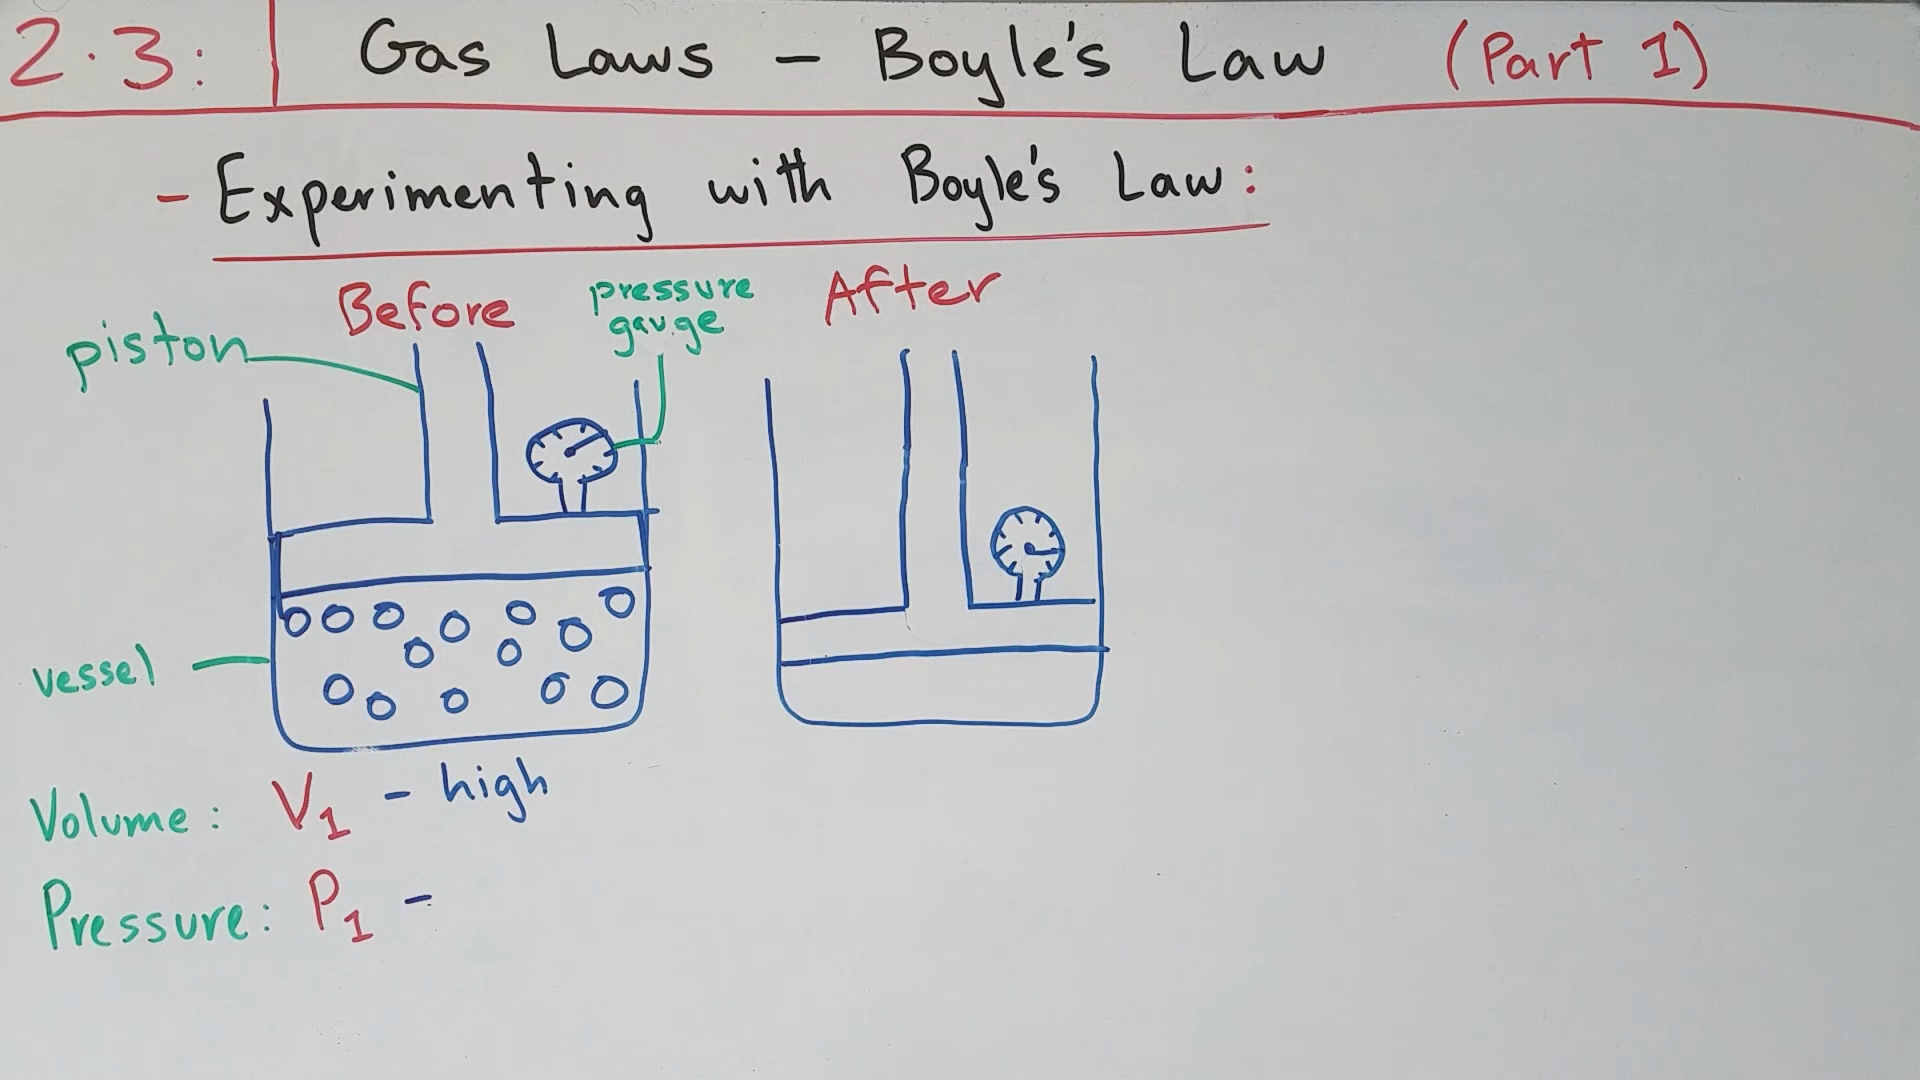 2.3: Gas Laws - Boyle's Law (Part 1)
- Experimenting with Boyle's Law:
Before
pressure
gauge
After
piston
vessel
Volume: V1 - high
Pressure: P1 -